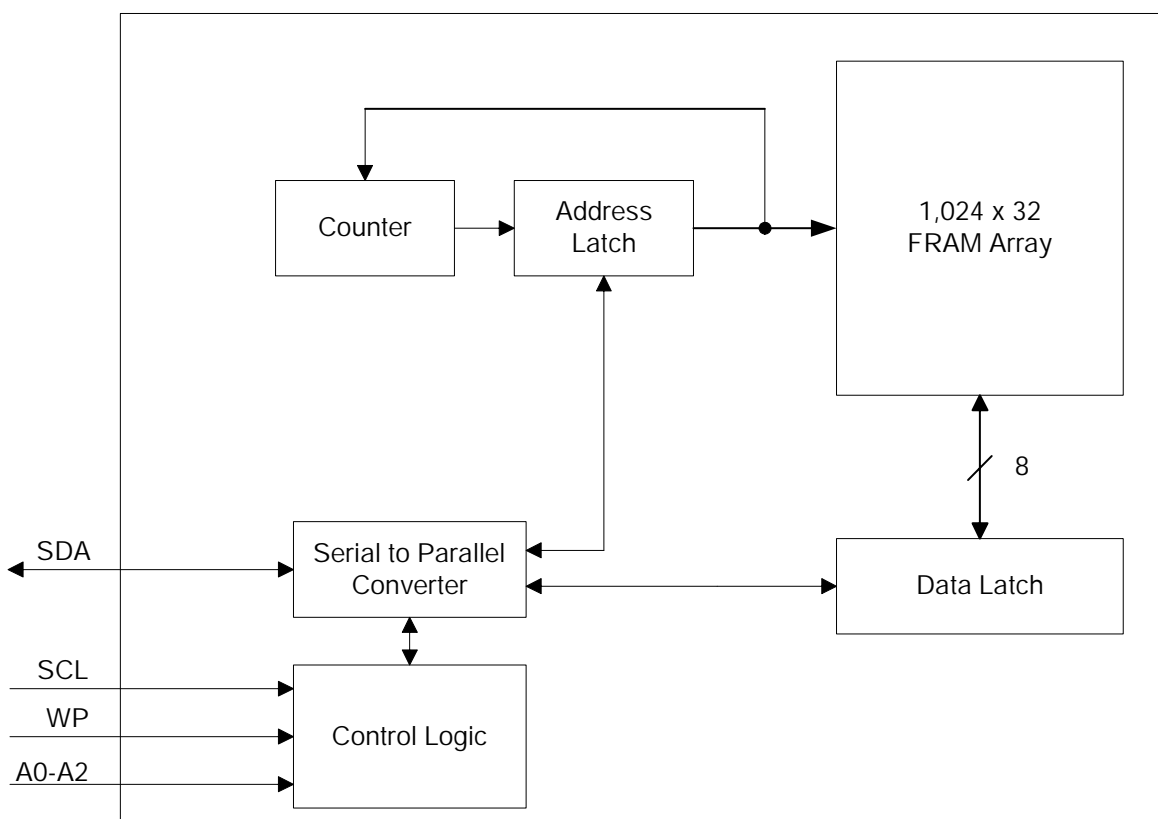 Counter
Address
Latch
1,024 x 32
FRAM Array
8
SDA
Serial to Parallel
Converter
Data Latch
SCL
WP
A0-A2
Control Logic